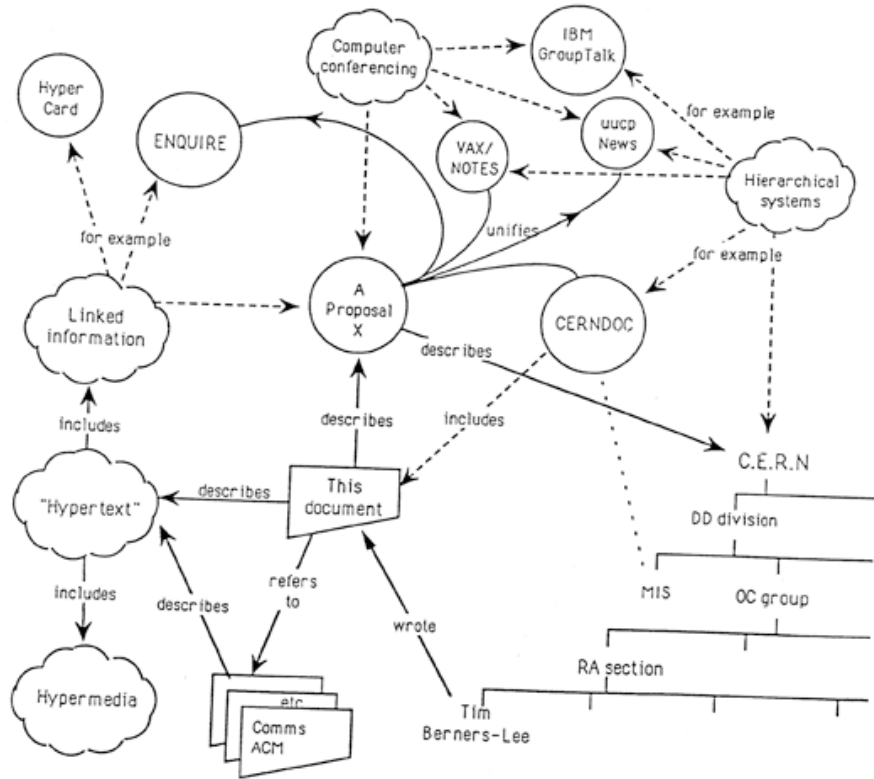 IBM
GroupTalk
Computer
conferencing
Hyper
Card
for example
uucp
News
ENQUIRE
VAX/
NOTES
Hierarchical
systems
unifies
for example
for example
A
Proposal
X
Linked
information
CERNDOC
describes
includes
describes
includes
C.E.R.N
This
document
describes
"Hypertext"
DD division
refers
to
includes
describes
MIS
OC group
wrote
RA section
Hypermedia
etc
Tim
Berners-Lee
Comms
ACM